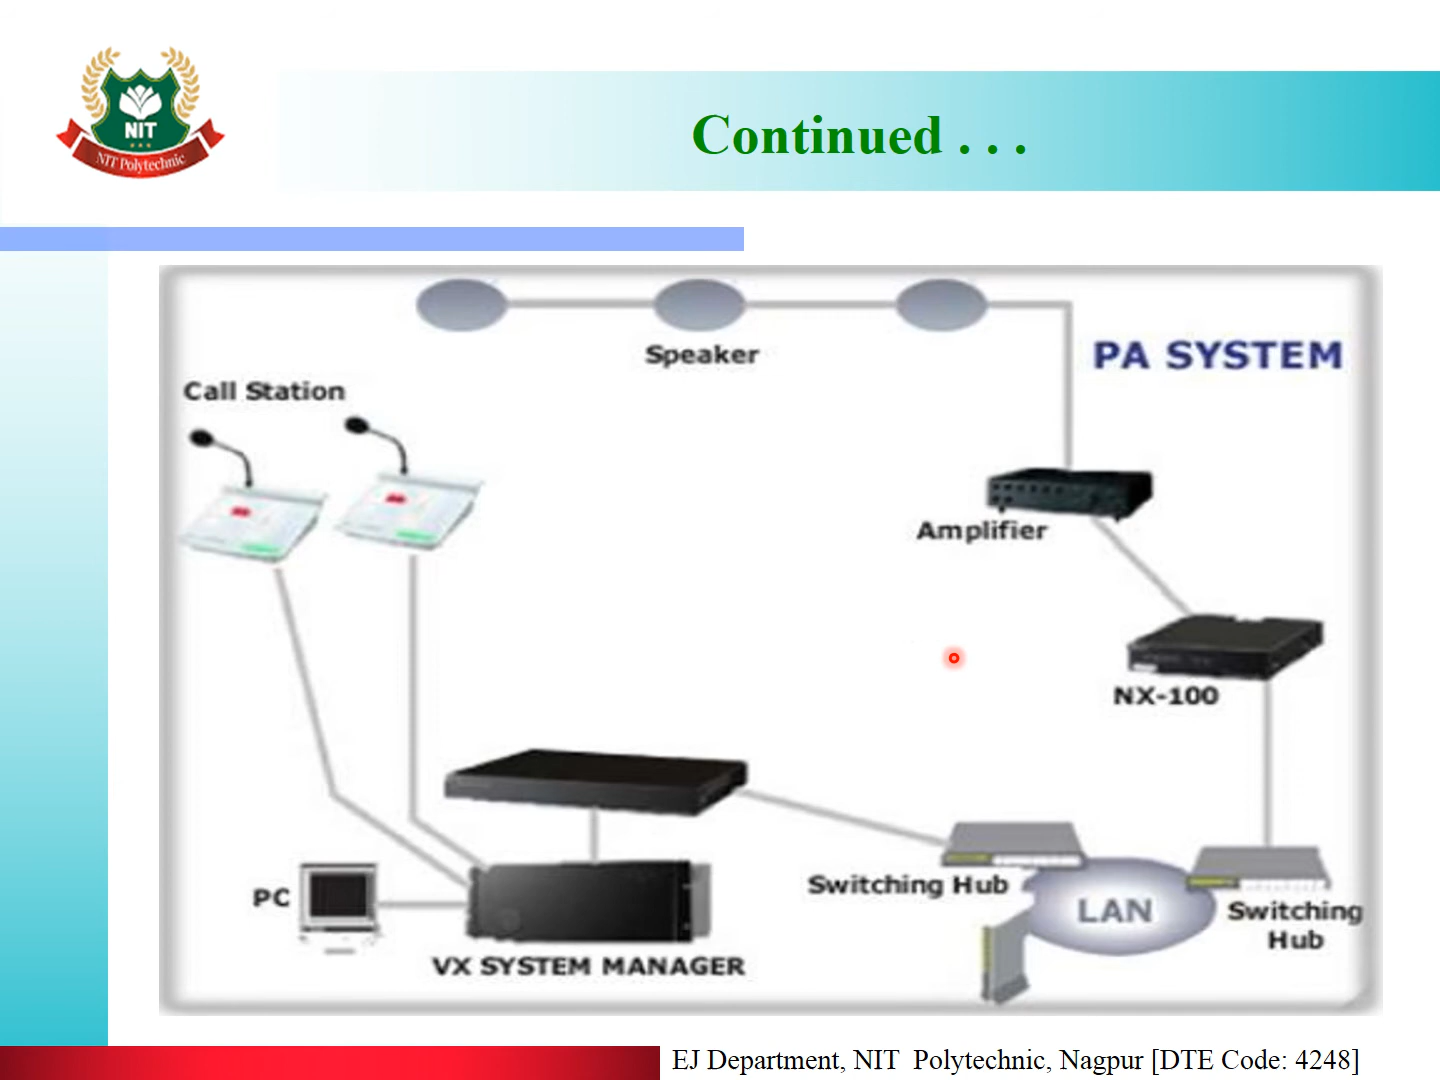 NIT
NIT Polytechnic
Continued . . .
Speaker
PA SYSTEM
Call Station
Amplifier
NX-100
Switching Hub
PC
LAN
Switching
Hub
VX SYSTEM MANAGER
EJ Department, NIT  Polytechnic, Nagpur [DTE Code: 4248]